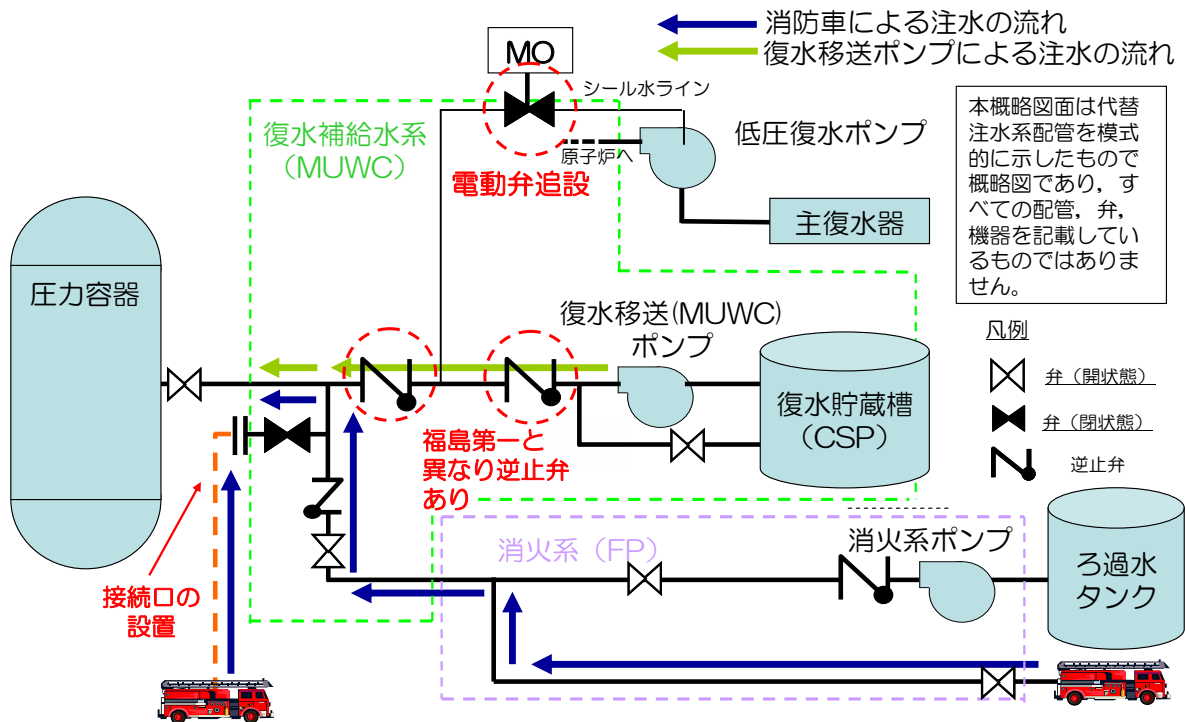 消防車による注水の流れ
復水移送ポンプによる注水の流れ
MO
シール水ライン
復水補給水系
(MUWC)
原子炉へ
低圧復水ポンプ
電動弁追設
主復水器
本概略図面は代替
注水系配管を模式
的に示したもので
概略図であり，す
べての配管，弁，
機器を記載してい
るものではありま
せん。
圧力容器
復水移送(MUWC)
ポンプ
凡例
弁（開状態）
弁（閉状態）
逆止弁
復水貯蔵槽
（CSP）
福島第一と
異なり逆止弁
あり
消火系（FP）
消火系ポンプ
ろ過水
タンク
接続口の
設置